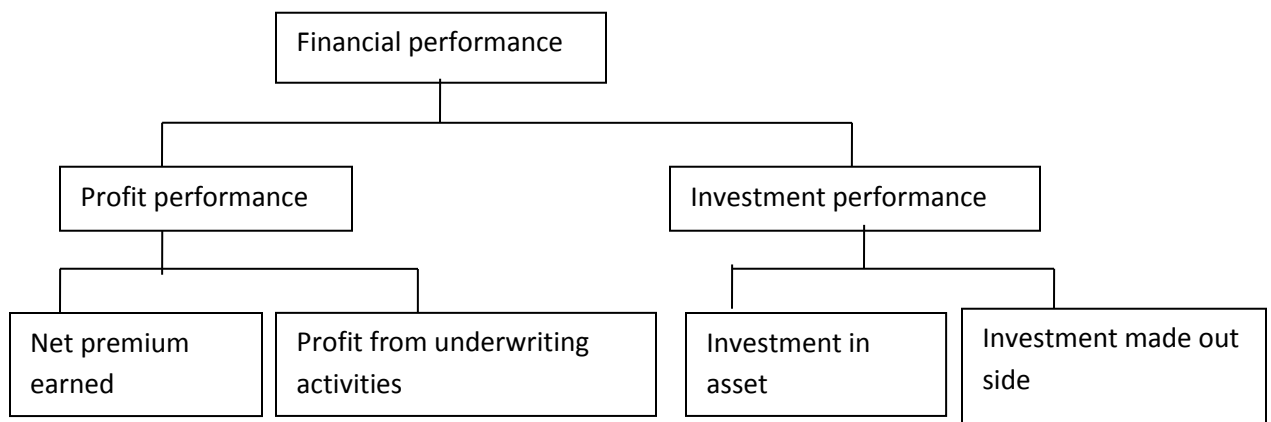 Financial performance
Profit performance
Investment performance
Net premium
earned
Profit from underwriting
activities
Investment in
asset
Investment made out
side